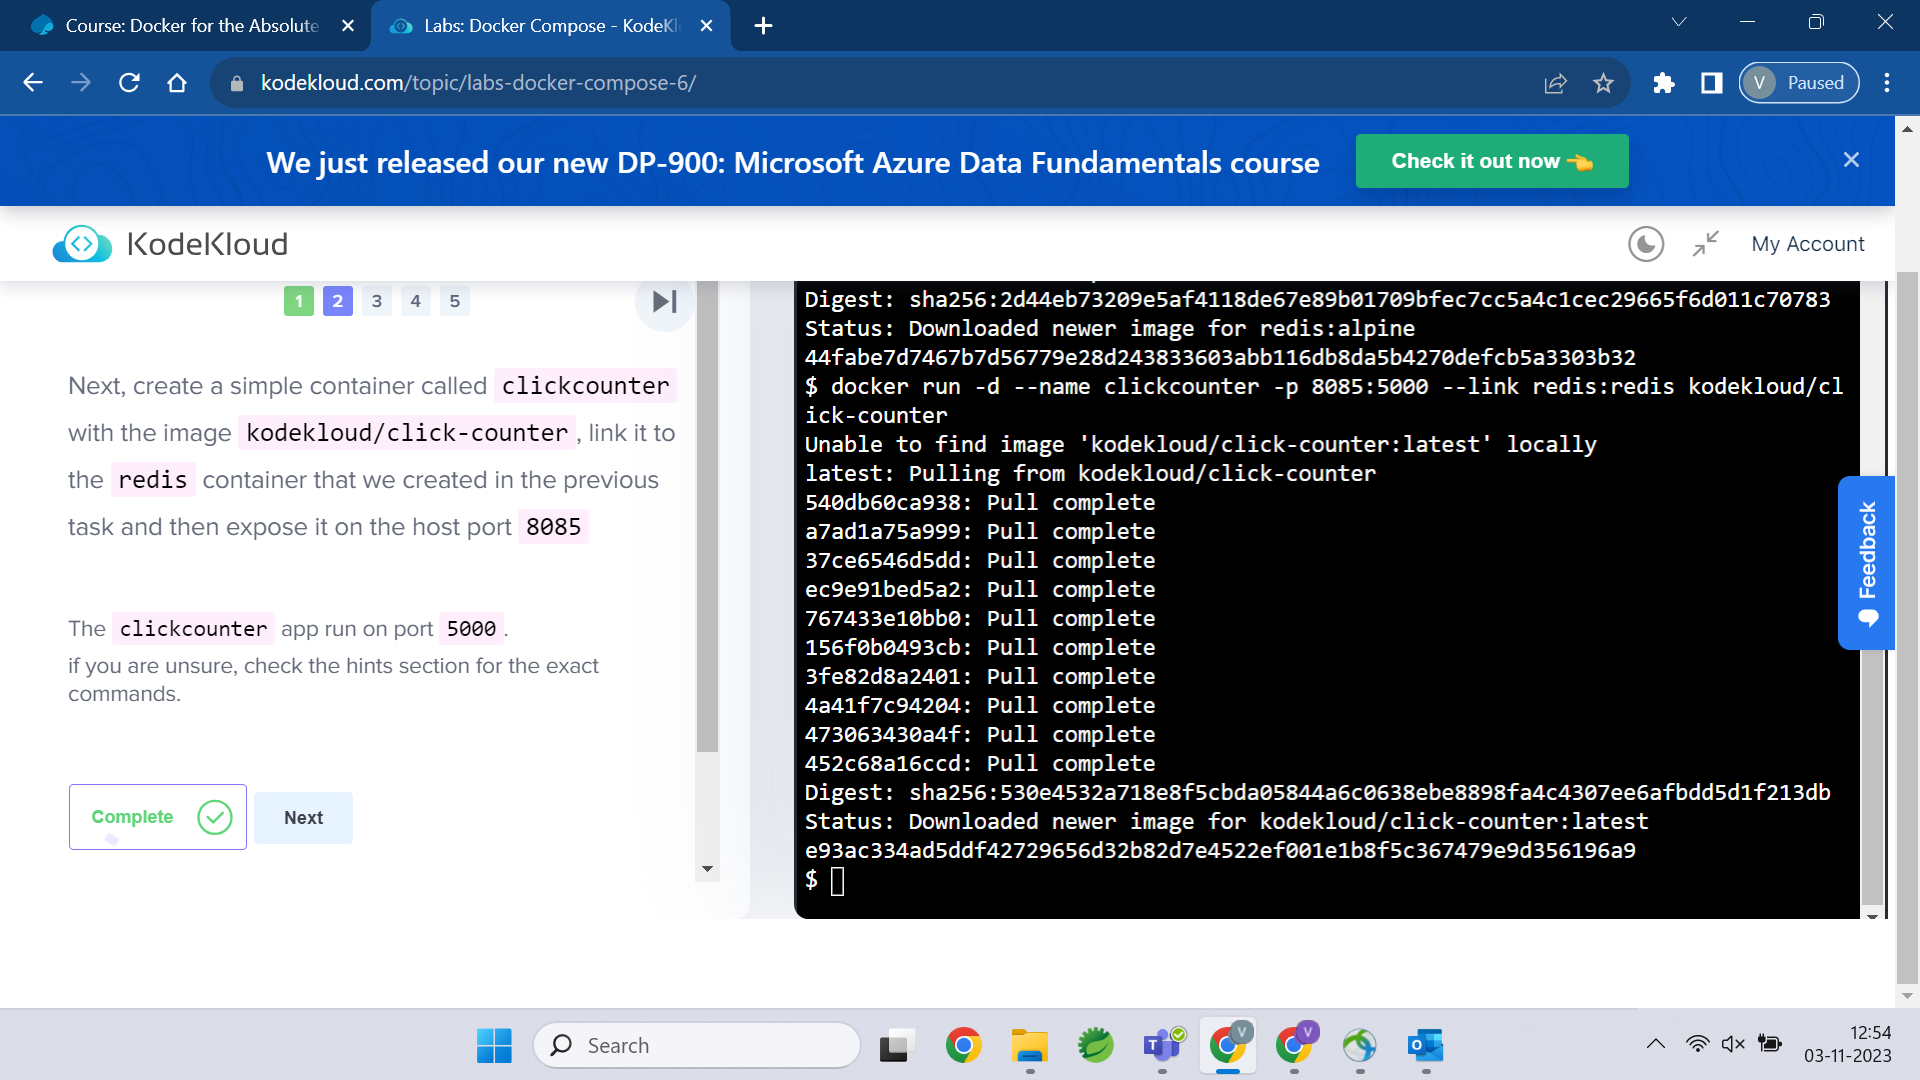 Course: Docker for the Absolute
Labs: Docker Compose - KodeKl
kodekloud.com/topic/labs-docker-compose-6/
V Paused
We just released our new DP-900: Microsoft Azure Data Fundamentals course
Check it out now 👈
KodeKloud
My Account
1 2 3 4 5
Next, create a simple container called clickcounter
with the image kodekloud/click-counter , link it to
the redis container that we created in the previous
task and then expose it on the host port 8085
The clickcounter app run on port 5000 .
if you are unsure, check the hints section for the exact
commands.
Complete
Next
Digest: sha256:2d44eb73209e5af4118de67e89b01709bfec7cc5a4c1cec29665f6d011c70783
Status: Downloaded newer image for redis:alpine
44fabe7d7467b7d56779e28d243833603abb116db8da5b4270defcb5a3303b32
$ docker run -d --name clickcounter -p 8085:5000 --link redis:redis kodekloud/cl
ick-counter
Unable to find image 'kodekloud/click-counter:latest' locally
latest: Pulling from kodekloud/click-counter
540db60ca938: Pull complete
a7ad1a75a999: Pull complete
37ce6546d5dd: Pull complete
ec9e91bed5a2: Pull complete
767433e10bb0: Pull complete
156f0b0493cb: Pull complete
3fe82d8a2401: Pull complete
4a41f7c94204: Pull complete
473063430a4f: Pull complete
452c68a16ccd: Pull complete
Digest: sha256:530e4532a718e8f5cbda05844a6c0638ebe8898fa4c4307ee6afbdd5d1f213db
Status: Downloaded newer image for kodekloud/click-counter:latest
e93ac334ad5ddf42729656d32b82d7e4522ef001e1b8f5c367479e9d356196a9
$
Feedback
Search
12:54
03-11-2023